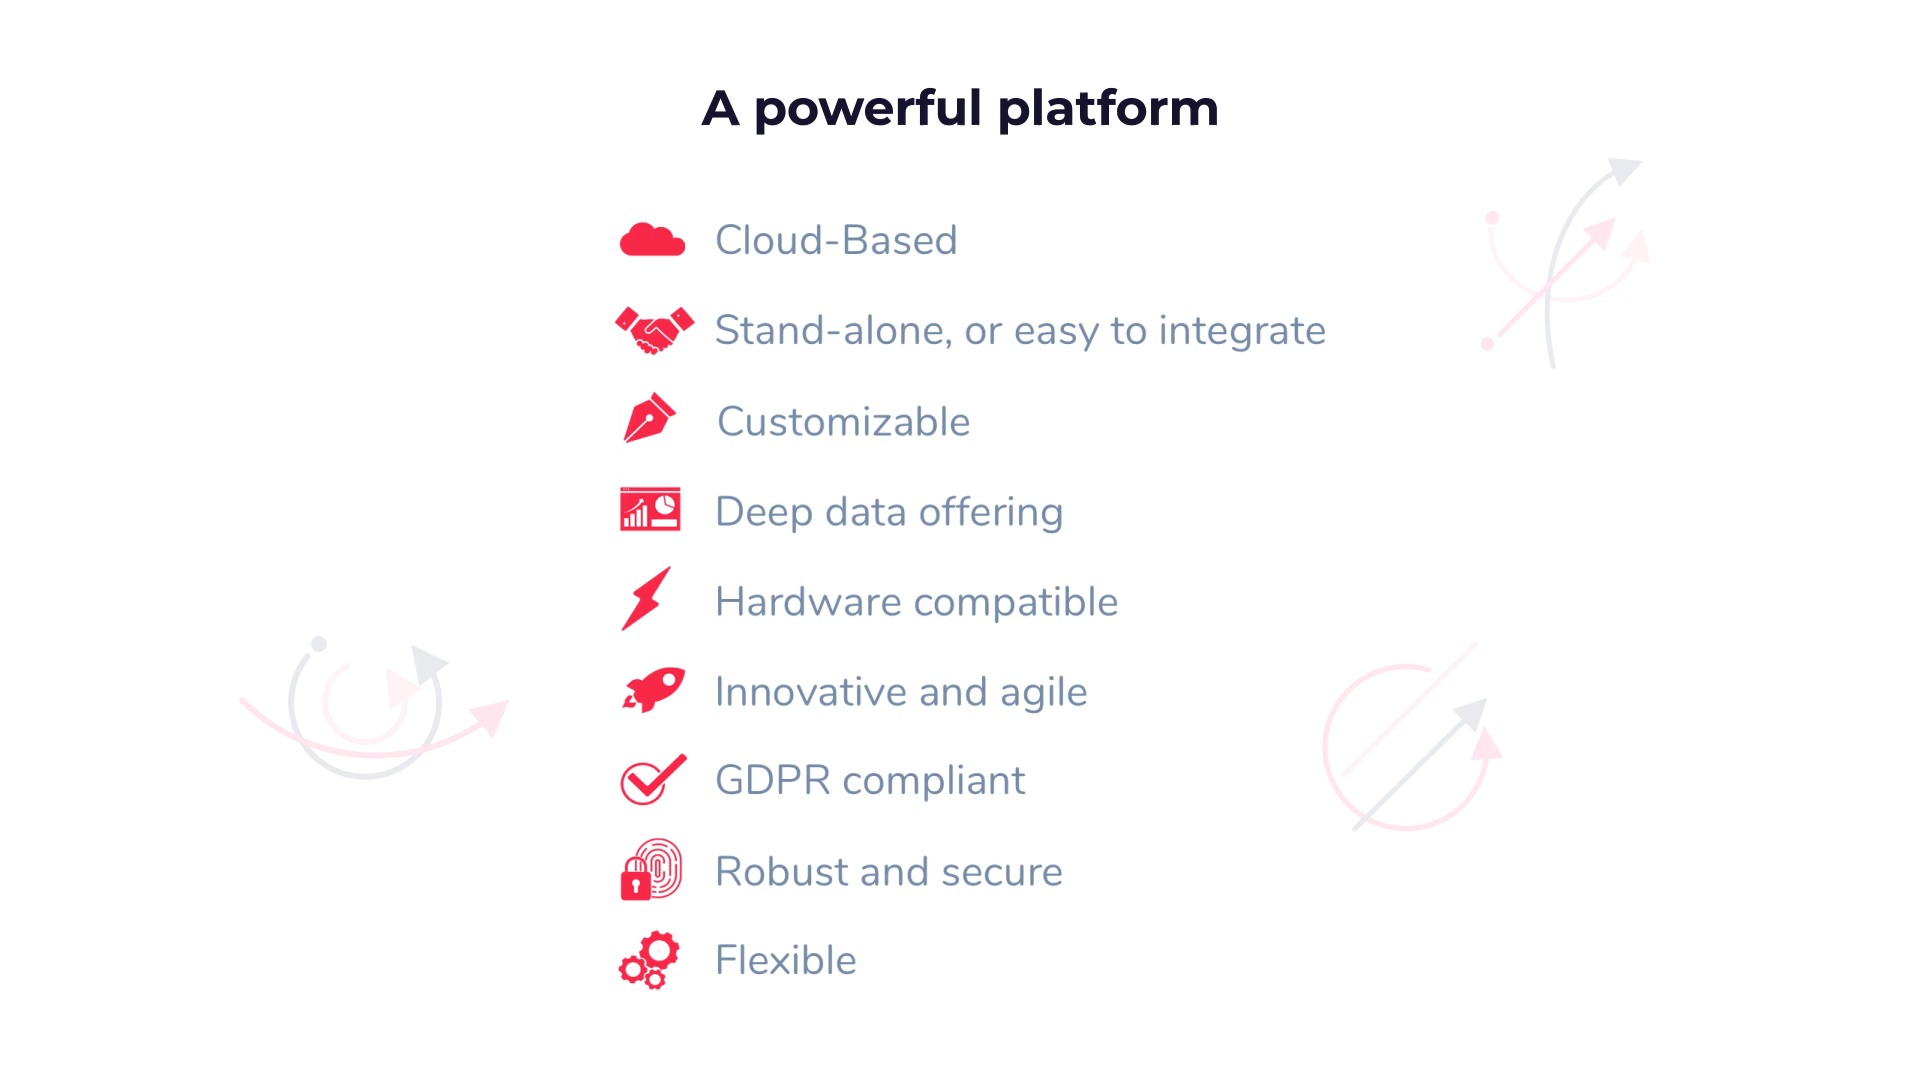 A powerful platform
Cloud-Based
Stand-alone, or easy to integrate
Customizable
Deep data offering
Hardware compatible
Innovative and agile
GDPR compliant
Robust and secure
Flexible